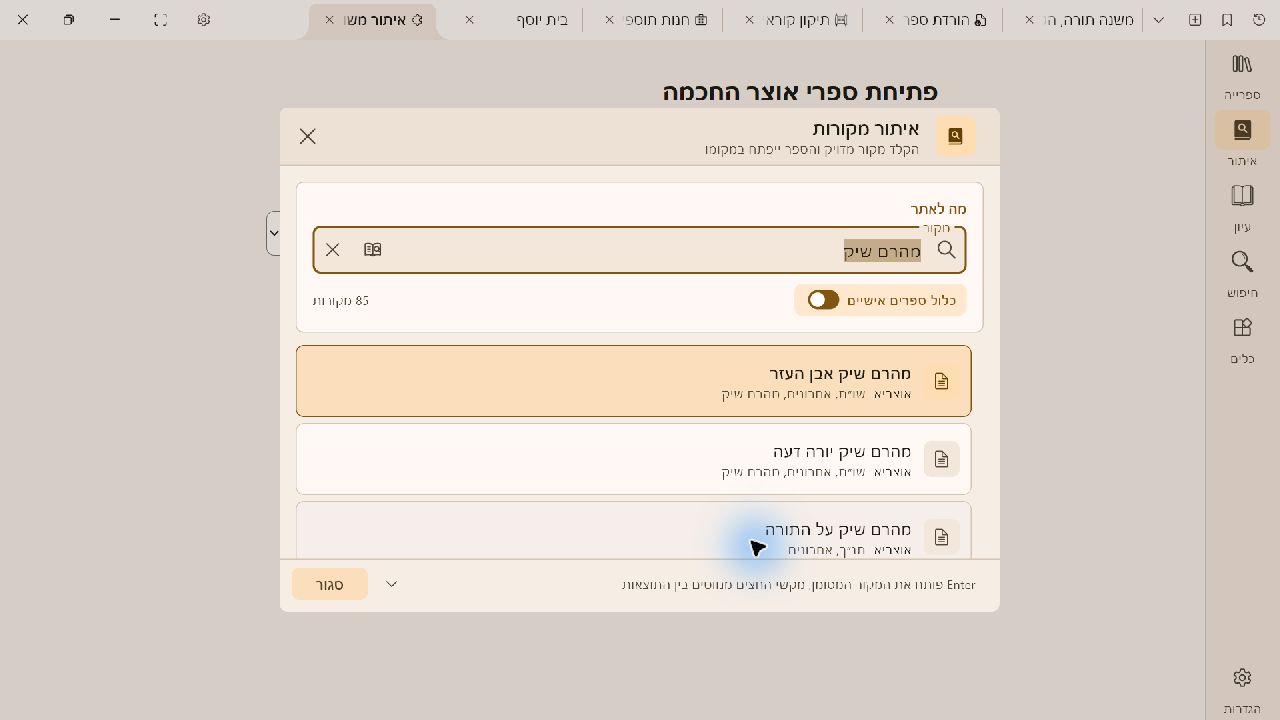 משנה תורה, הל
הורדת ספר
תיקון קורא
חנות תוספי
בית יוסף
איתור משו
ספרייה
איתור
עיון
חיפוש
כלים
הגדרות
פתיחת ספרי אוצר החכמה
איתור מקורות
הקלד מקור מדויק והספר ייפתח במקומו
מה לאתר
מקור
מהרם שיק
כלול ספרים אישיים
85 מקורות
מהרם שיק אבן העזר
אוצריא, שו״ת, אחרונים, מהרם שיק
מהרם שיק יורה דעה
אוצריא, שו״ת, אחרונים, מהרם שיק
מהרם שיק על התורה
אוצריא, תנ״ך, אחרונים
Enter פותח את המקור המסומן, מקשי החצים מנווטים בין התוצאות
סגור